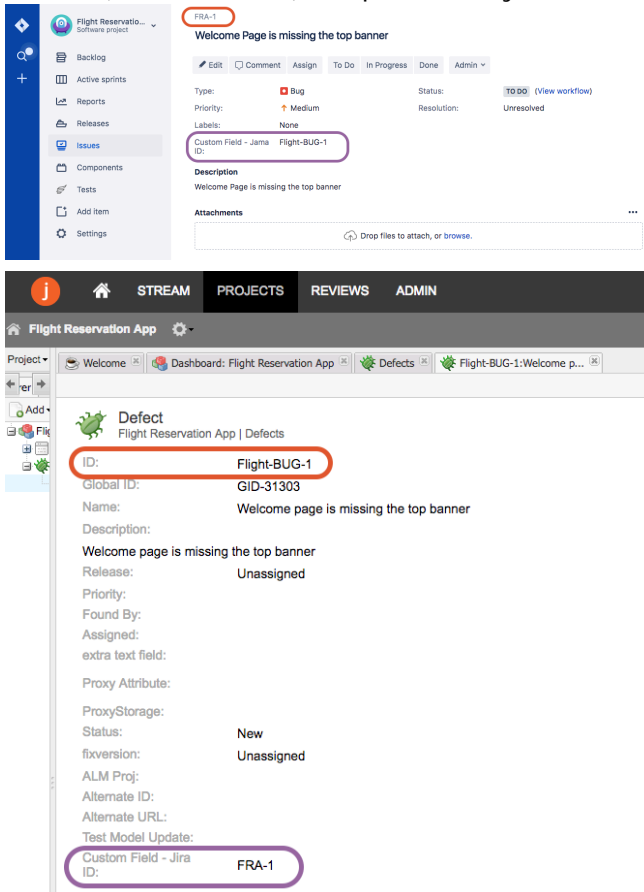 Flight Reservatio...
Software project
Backlog
Active sprints
Reports
Releases
Issues
Components
Tests
Add item
Settings
FRA-1
Welcome Page is missing the top banner
Edit Comment Assign To Do In Progress Done Admin
Type: Bug Status: TO DO (View workflow)
Priority: Medium Resolution: Unresolved
Labels: None
Custom Field - Jama ID: Flight-BUG-1
Description
Welcome Page is missing the top banner
Attachments
Drop files to attach, or browse.
j STREAM PROJECTS REVIEWS ADMIN
Flight Reservation App
Project Welcome Dashboard: Flight Reservation App Defects Flight-BUG-1:Welcome p...
er
Add
Flig
Defect
Flight Reservation App | Defects
ID: Flight-BUG-1
Global ID: GID-31303
Name: Welcome page is missing the top banner
Description:
Welcome page is missing the top banner
Release: Unassigned
Priority:
Found By:
Assigned:
extra text field:
Proxy Attribute:
ProxyStorage:
Status: New
fixversion: Unassigned
ALM Proj:
Alternate ID:
Alternate URL:
Test Model Update:
Custom Field - Jira
ID: FRA-1